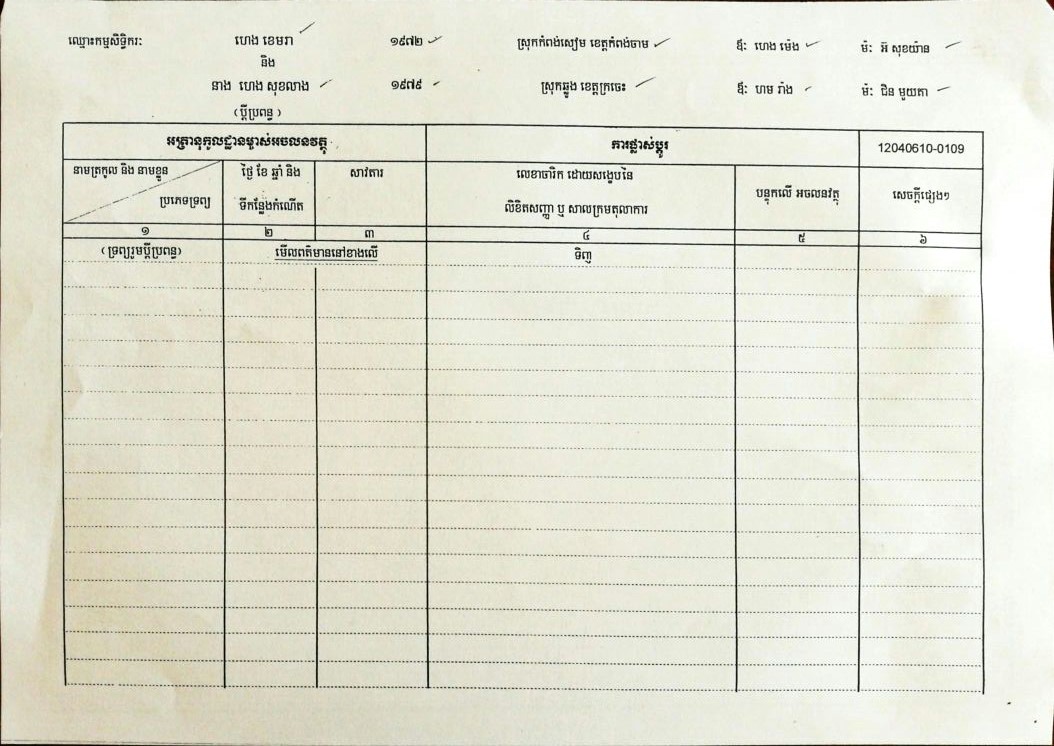 ឈ្មោះកម្មសិទ្ធិករៈ ហេង ខេមរា ១៩៧២ ស្រុកកំពង់សៀម ខេត្តកំពង់ចាម ឪៈ ហេង ម៉េង ម៉ៈ អ៊ សុខយ៉ាន
និង
នាង ហេង សុខលាង ១៩៧៩ ស្រុកឆ្លូង ខេត្តក្រចេះ ឪៈ ហម រ៉ាង ម៉ៈ ជិន មួយតា
(ប្តីប្រពន្ធ)
អត្រានុកូលដ្ឋានម្ចាស់អចលនវត្ថុ ការផ្លាស់ប្តូរ 12040610-0109
នាមត្រកូល និង នាមខ្លួន ថ្ងៃ ខែ ឆ្នាំ និង សាវតារ លេខាចារិក ដោយសង្ខេបនៃ បន្ទុកលើ អចលនវត្ថុ សេចក្តីផ្សេងៗ
ប្រភេទទ្រព្យ ទីកន្លែងកំណើត លិខិតសញ្ញា ឬ សាលក្រមតុលាការ
១ ២ ៣ ៤ ៥ ៦
(ទ្រព្យរួមប្តីប្រពន្ធ) មើលពត៌មាននៅខាងលើ ទិញ